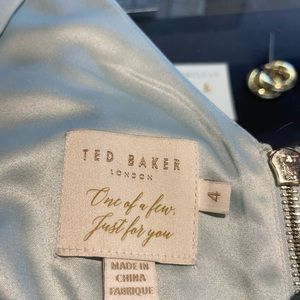 TED BAKER
LONDON
One of a few,
Just for you
4
MADE IN
CHINA
FABRIQUE